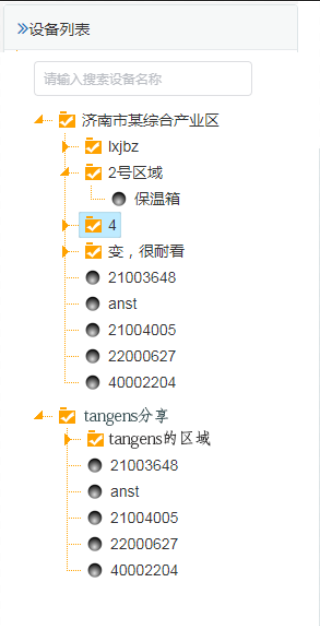 设备列表
请输入搜索设备名称
济南市某综合产业区
lxjbz
2号区域
保温箱
4
变，很耐看
21003648
anst
21004005
22000627
40002204
tangens分享
tangens的区域
21003648
anst
21004005
22000627
40002204